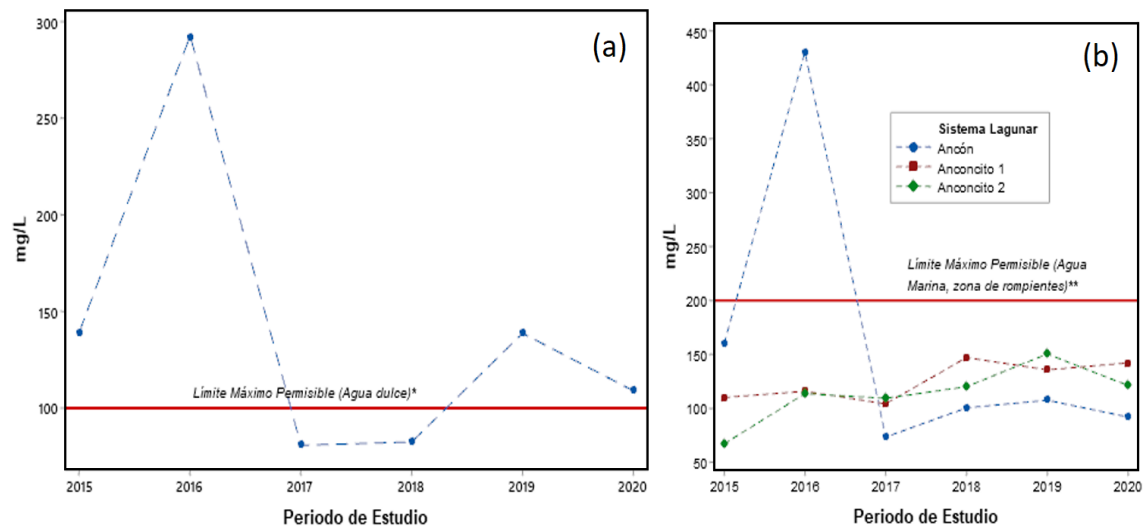 (a)
300
250
200
150
100
mg/L
Límite Máximo Permisible (Agua dulce)*
2015 2016 2017 2018 2019 2020
Periodo de Estudio
(b)
450
400
350
300
250
200
150
100
50
mg/L
Sistema Lagunar
Ancón
Anconcito 1
Anconcito 2
Límite Máximo Permisible (Agua
Marina, zona de rompientes)**
2015 2016 2017 2018 2019 2020
Periodo de Estudio